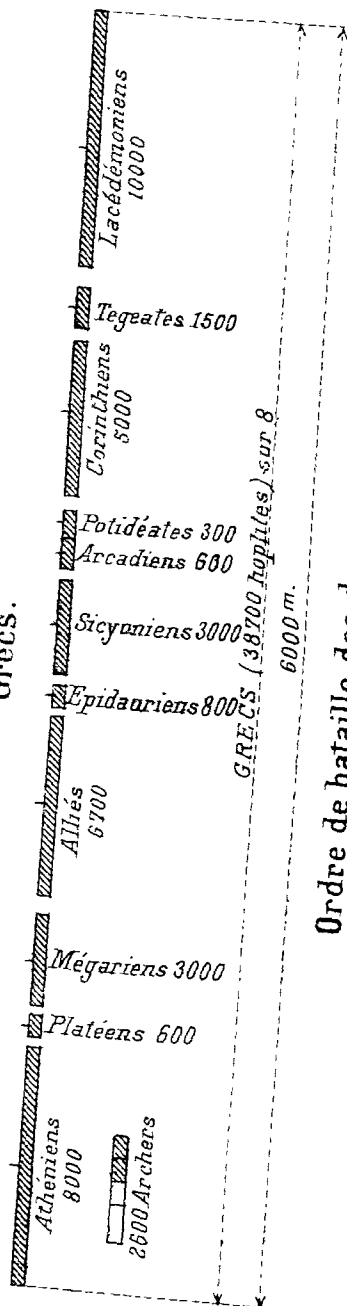 Grecs.
Lacédémoniens
10000
Tegeates 1500
Corinthiens
5000
Potidéates 300
Arcadiens 600
Sicyoniens 3000
Epidauriens 800
Alliés
6700
Mégariens 3000
Platéens 600
Athéniens
8000
2600 Archers
GRECS (38700 hoplites) sur 8
6000 m.
Ordre de bataille des